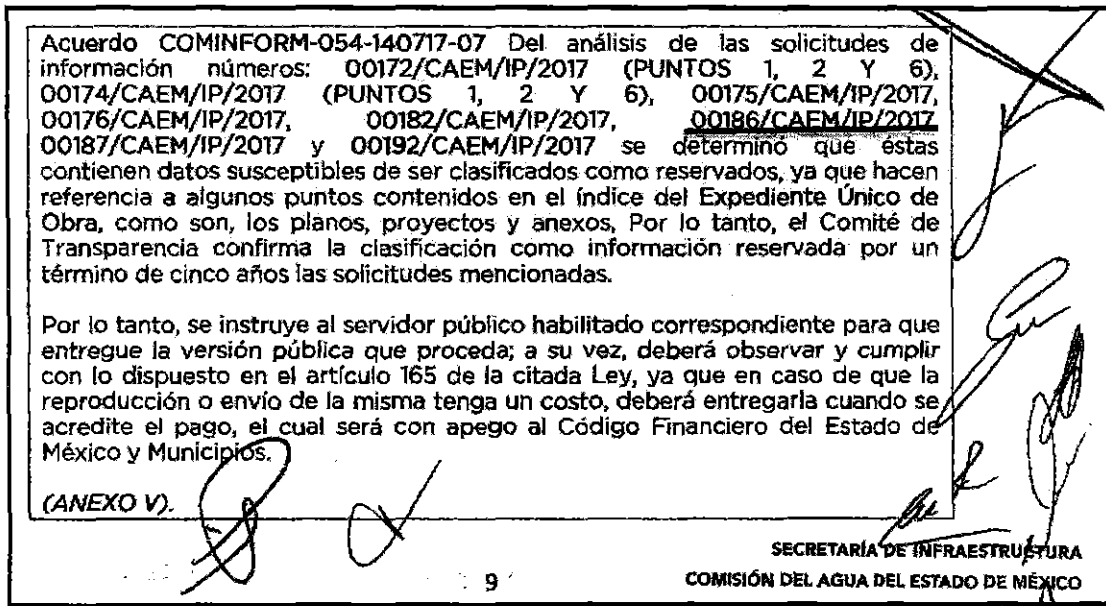 Acuerdo COMINFORM-054-140717-07 Del análisis de las solicitudes de
información números: 00172/CAEM/IP/2017 (PUNTOS 1, 2 Y 6),
00174/CAEM/IP/2017 (PUNTOS 1, 2 Y 6), 00175/CAEM/IP/2017,
00176/CAEM/IP/2017, 00182/CAEM/IP/2017, 00186/CAEM/IP/2017
00187/CAEM/IP/2017 y 00192/CAEM/IP/2017 se determinó que éstas
contienen datos susceptibles de ser clasificados como reservados, ya que hacen
referencia a algunos puntos contenidos en el índice del Expediente Único de
Obra, como son, los planos, proyectos y anexos, Por lo tanto, el Comité de
Transparencia confirma la clasificación como información reservada por un
término de cinco años las solicitudes mencionadas.
Por lo tanto, se instruye al servidor público habilitado correspondiente para que
entregue la versión pública que proceda; a su vez, deberá observar y cumplir
con lo dispuesto en el artículo 165 de la citada Ley, ya que en caso de que la
reproducción o envío de la misma tenga un costo, deberá entregarla cuando se
acredite el pago, el cual será con apego al Código Financiero del Estado de
México y Municipios.
(ANEXO V).
SECRETARÍA DE INFRAESTRUCTURA
9 COMISIÓN DEL AGUA DEL ESTADO DE MÉXICO